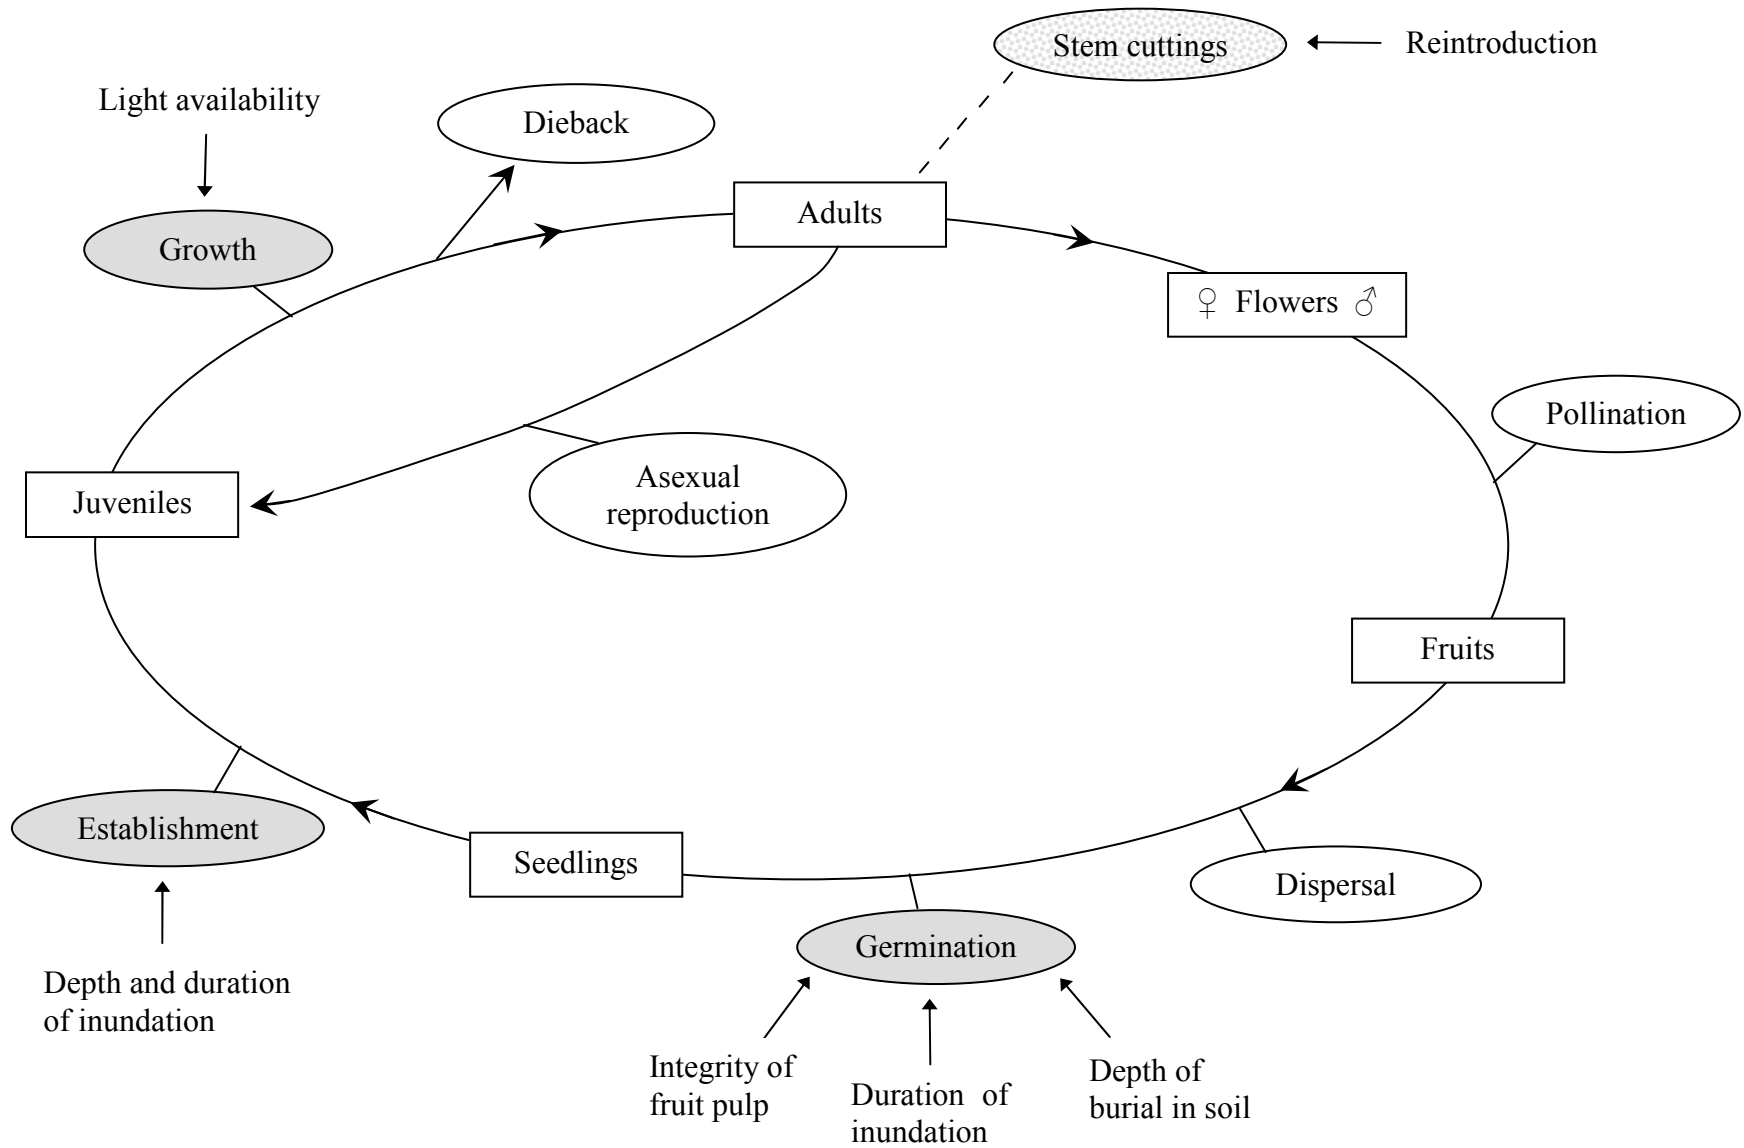 Stem cuttings
Reintroduction
Light availability
Dieback
Adults
Growth
♀ Flowers ♂
Pollination
Asexual
reproduction
Juveniles
Fruits
Establishment
Seedlings
Dispersal
Germination
Depth and duration
of inundation
Integrity of
fruit pulp
Duration of
inundation
Depth of
burial in soil